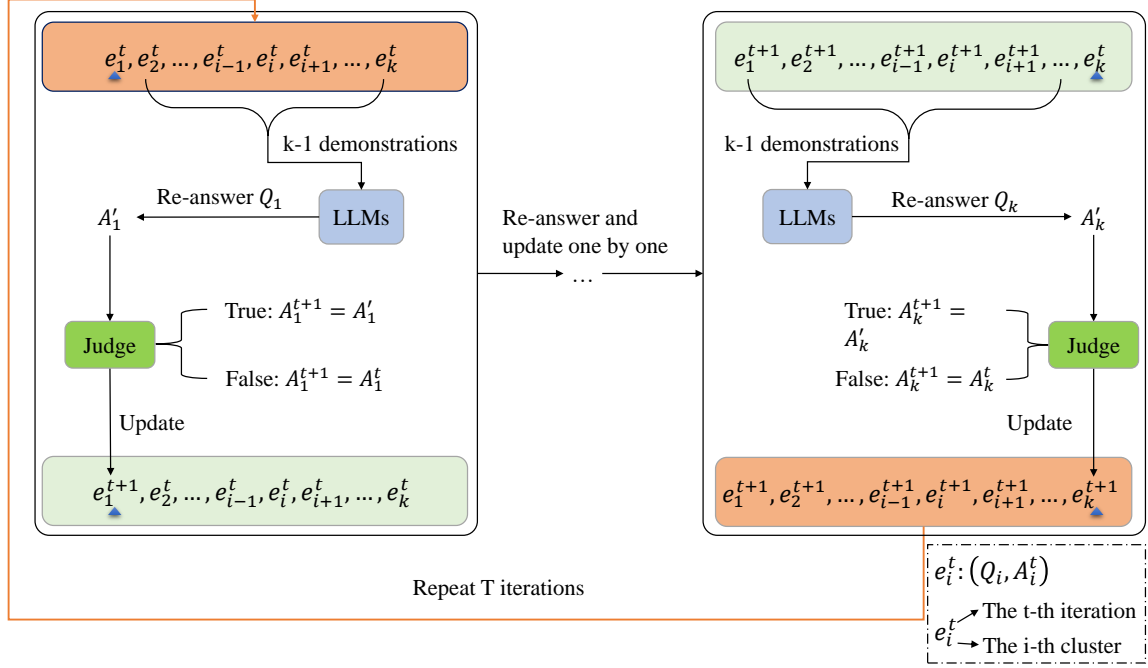 e_1^t, e_2^t, …, e_{i-1}^t, e_i^t, e_{i+1}^t, …, e_k^t
k-1 demonstrations
LLMs
Re-answer Q_1
A'_1
Judge
True: A_1^{t+1} = A'_1
False: A_1^{t+1} = A_1^t
Update
e_1^{t+1}, e_2^t, …, e_{i-1}^t, e_i^t, e_{i+1}^t, …, e_k^t
Re-answer and
update one by one
…
e_1^{t+1}, e_2^{t+1}, …, e_{i-1}^{t+1}, e_i^{t+1}, e_{i+1}^{t+1}, …, e_k^t
k-1 demonstrations
LLMs
Re-answer Q_k
A'_k
True: A_k^{t+1} =
A'_k
False: A_k^{t+1} = A_k^t
Judge
Update
e_1^{t+1}, e_2^{t+1}, …, e_{i-1}^{t+1}, e_i^{t+1}, e_{i+1}^{t+1}, …, e_k^{t+1}
Repeat T iterations
e_i^t: (Q_i, A_i^t)
The t-th iteration
e_i^t
The i-th cluster